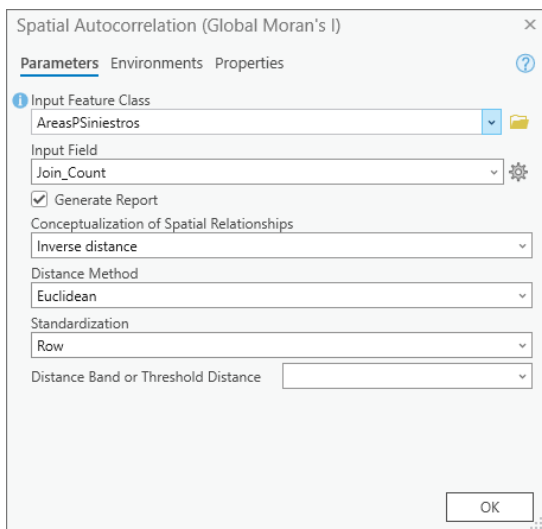 Spatial Autocorrelation (Global Moran's I)
Parameters Environments Properties
Input Feature Class
AreasPSiniestros
Input Field
Join_Count
Generate Report
Conceptualization of Spatial Relationships
Inverse distance
Distance Method
Euclidean
Standardization
Row
Distance Band or Threshold Distance
OK